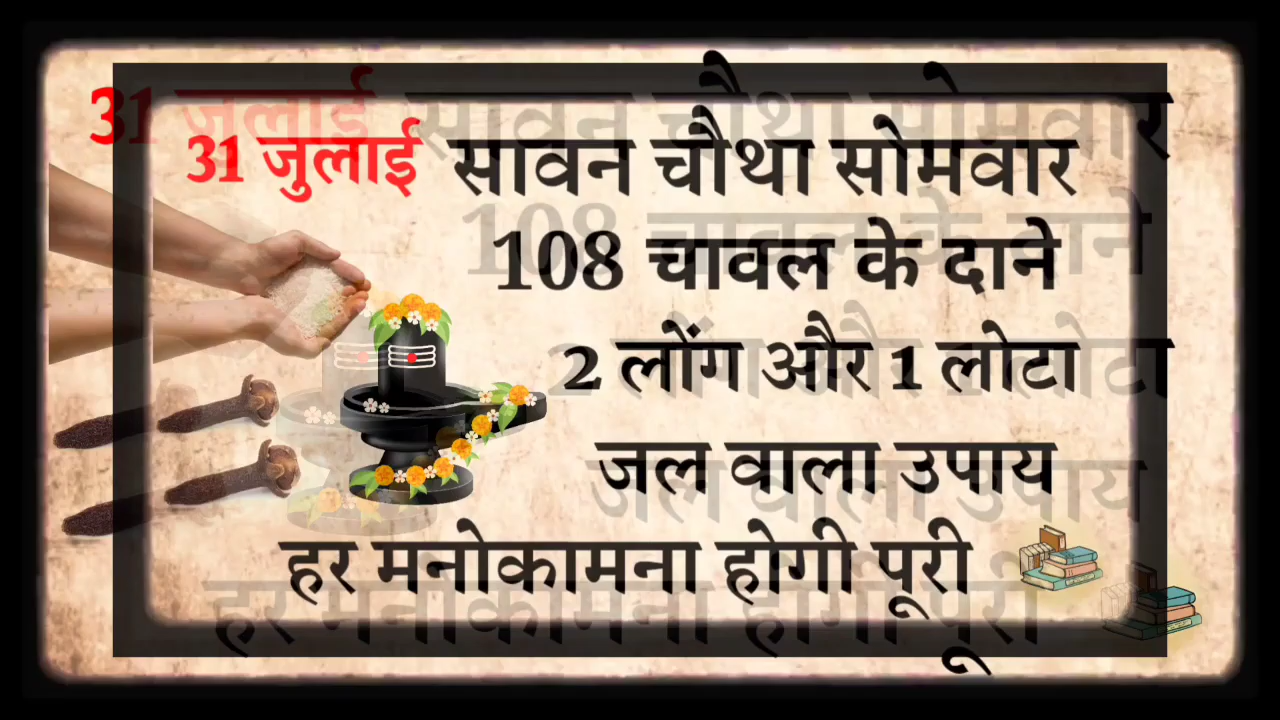 31 जुलाई सावन चौथा सोमवार
108 चावल के दाने
2 लोंग और 1 लोटा
जल वाला उपाय
हर मनोकामना होगी पूरी